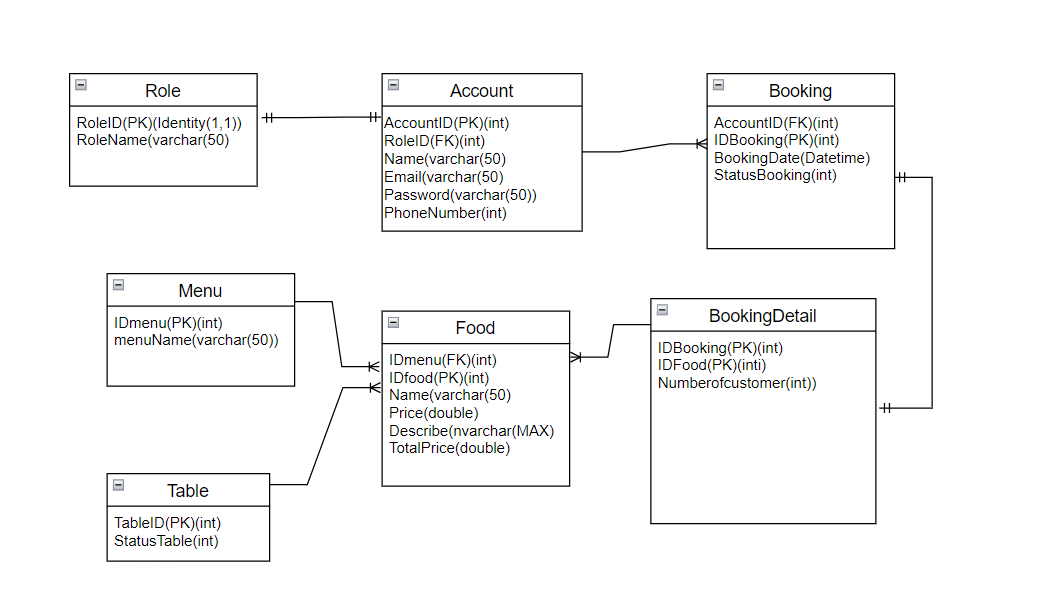 Role
RoleID(PK)(Identity(1,1))
RoleName(varchar(50)
Account
AccountID(PK)(int)
RoleID(FK)(int)
Name(varchar(50)
Email(varchar(50)
Password(varchar(50))
PhoneNumber(int)
Booking
AccountID(FK)(int)
IDBooking(PK)(int)
BookingDate(Datetime)
StatusBooking(int)
Menu
IDmenu(PK)(int)
menuName(varchar(50))
Food
IDmenu(FK)(int)
IDfood(PK)(int)
Name(varchar(50)
Price(double)
Describe(nvarchar(MAX)
TotalPrice(double)
BookingDetail
IDBooking(PK)(int)
IDFood(PK)(inti)
Numberofcustomer(int))
Table
TableID(PK)(int)
StatusTable(int)